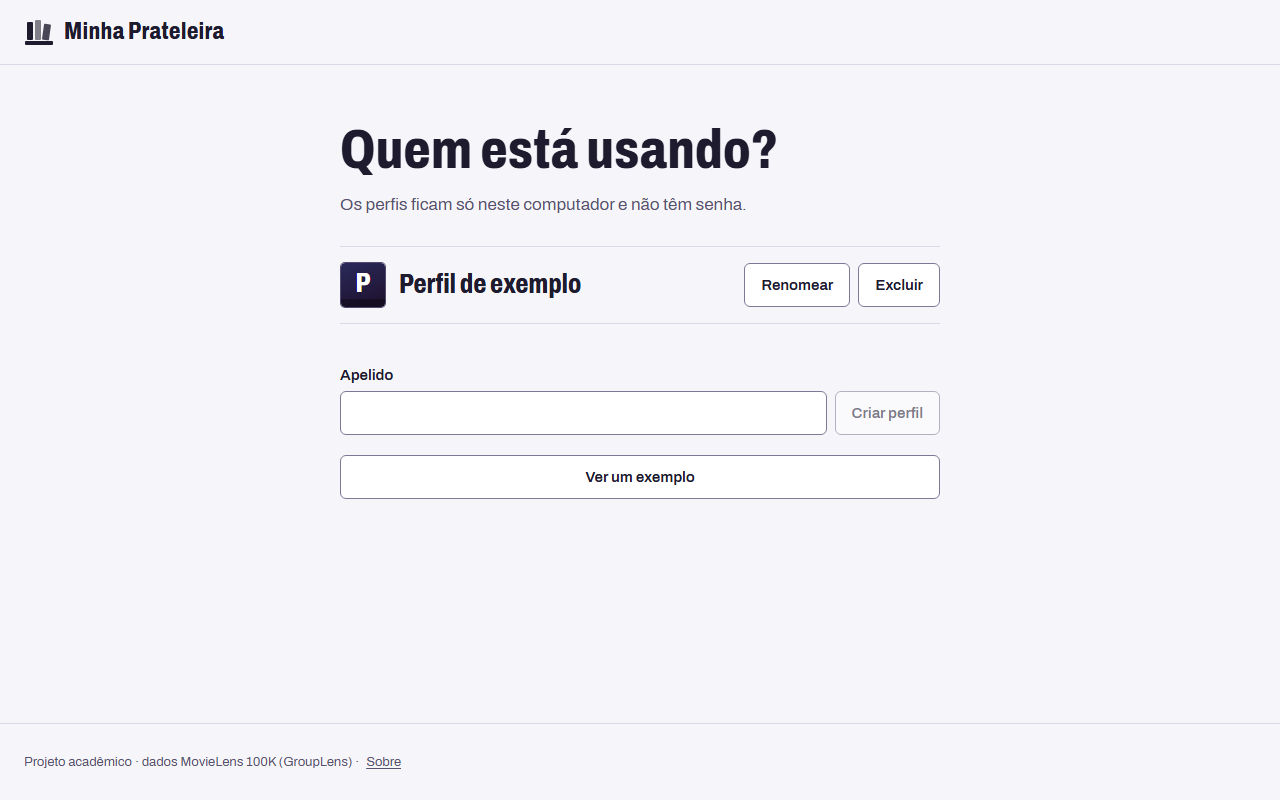 Minha Prateleira
Quem está usando?
Os perfis ficam só neste computador e não têm senha.
P Perfil de exemplo Renomear Excluir
Apelido
Criar perfil
Ver um exemplo
Projeto acadêmico · dados MovieLens 100K (GroupLens) · Sobre